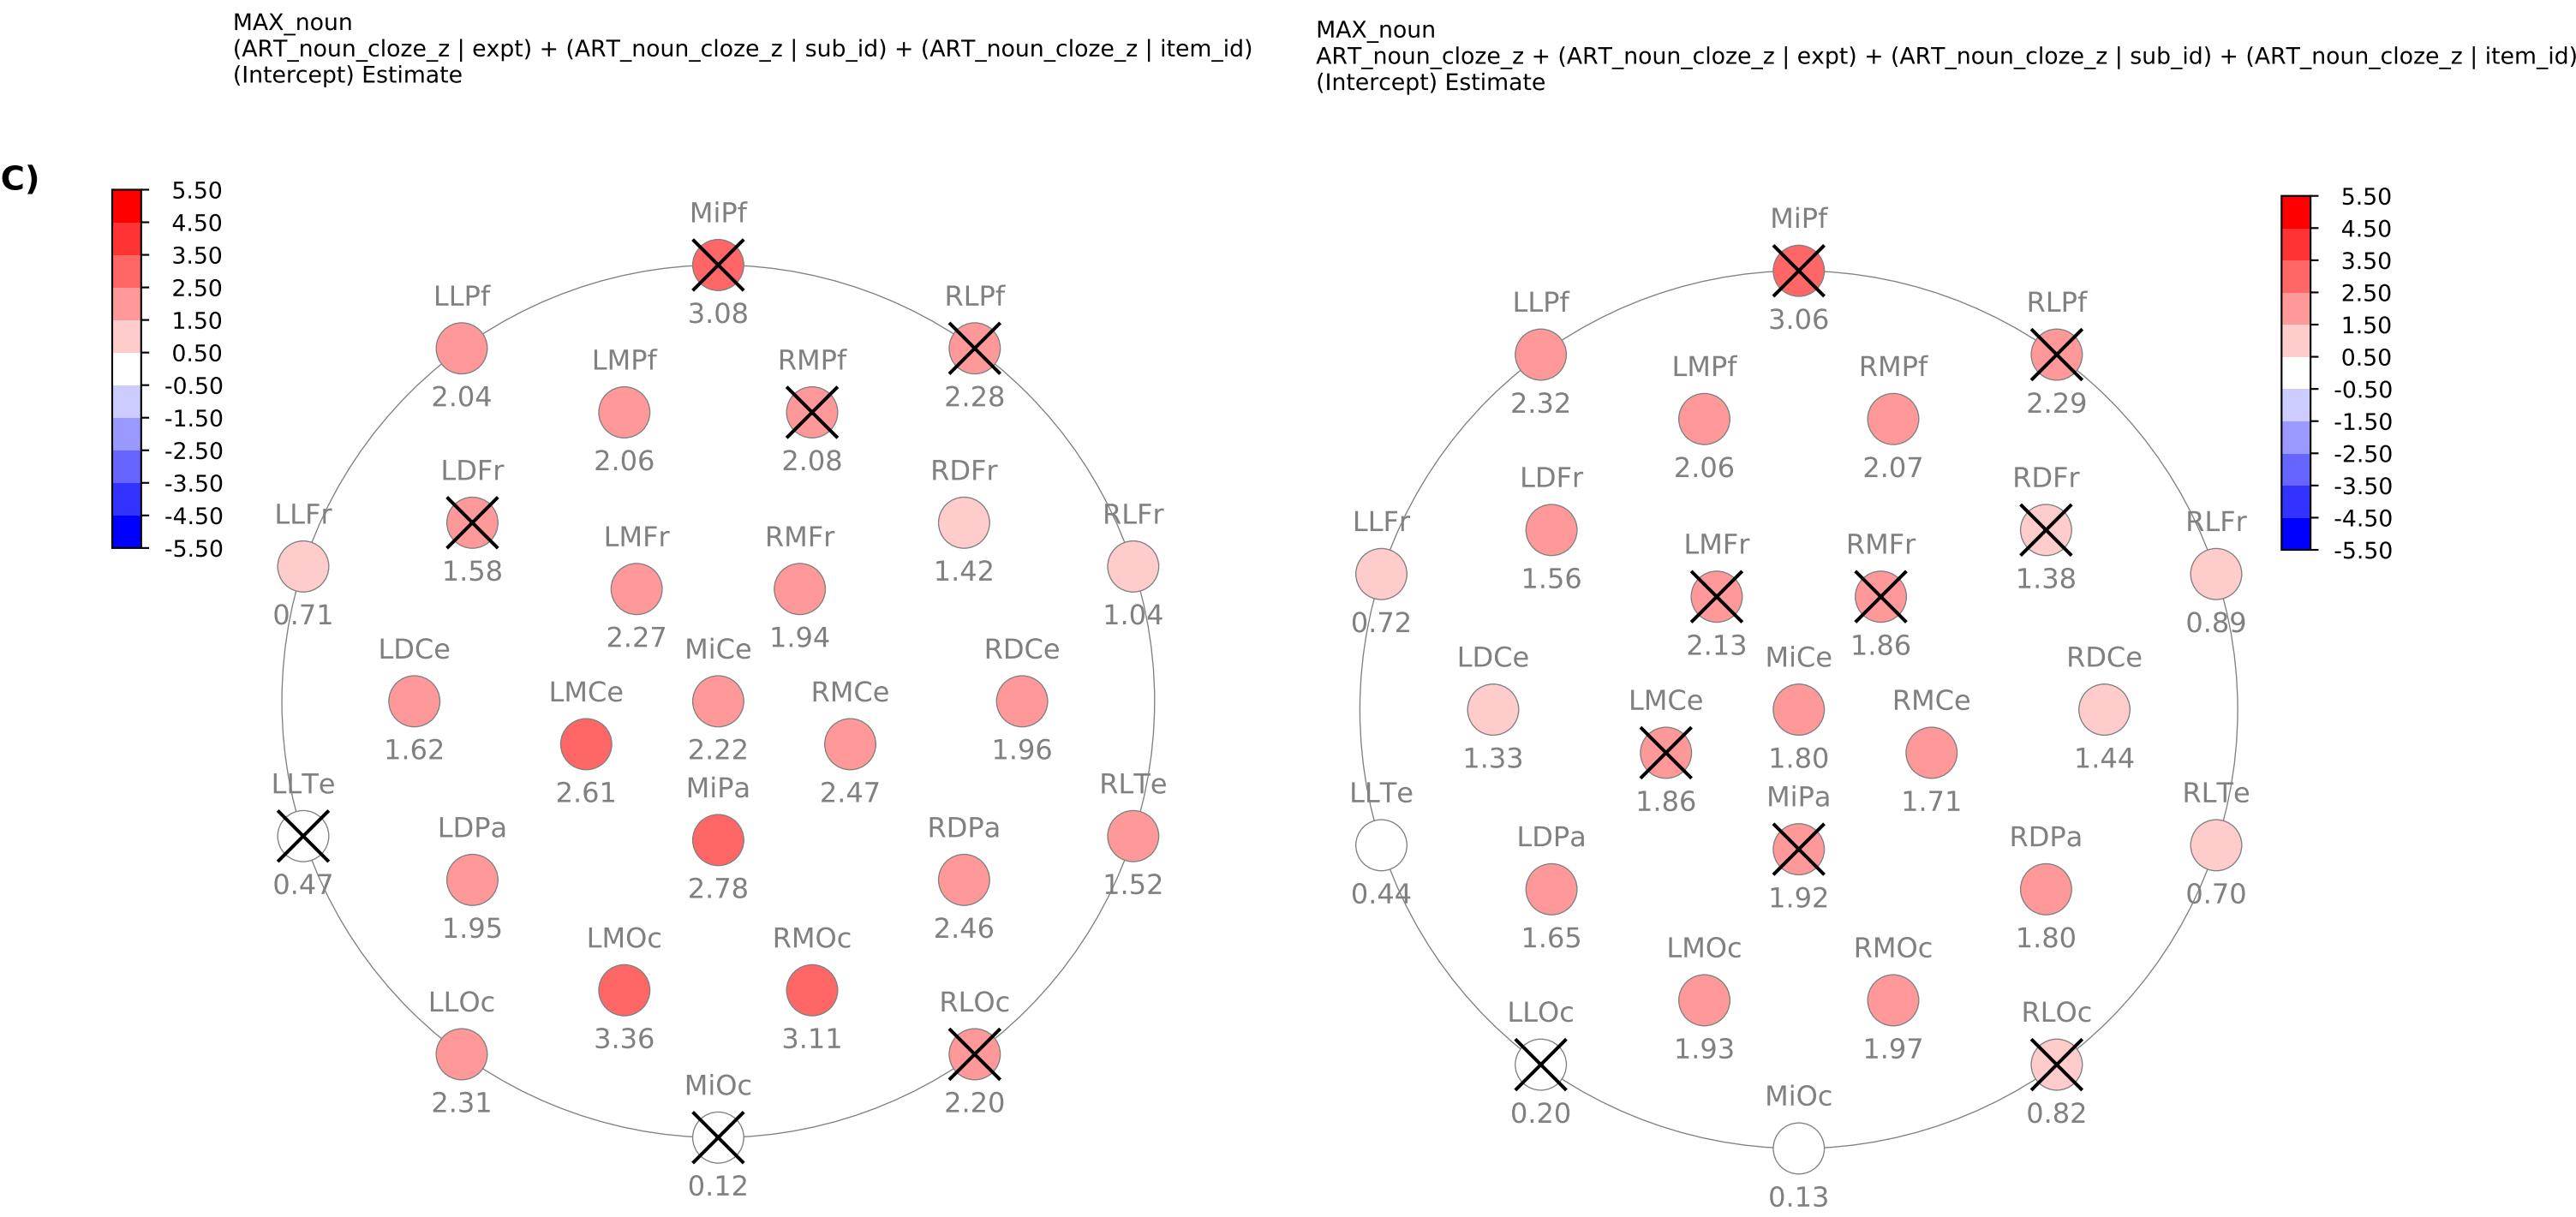 MAX_noun
(ART_noun_cloze_z | expt) + (ART_noun_cloze_z | sub_id) + (ART_noun_cloze_z | item_id)
(Intercept) Estimate
C)
5.50
4.50
3.50
2.50
1.50
0.50
-0.50
-1.50
-2.50
-3.50
-4.50
-5.50
MiPf
3.08
LLPf
2.04
RLPf
2.28
LMPf
2.06
RMPf
2.08
LDFr
1.58
RDFr
1.42
LLFr
0.71
RLFr
1.04
LMFr
2.27
RMFr
1.94
LDCe
1.62
MiCe
2.22
RDCe
1.96
LMCe
2.61
RMCe
2.47
LLTe
0.47
MiPa
2.78
RLTe
1.52
LDPa
1.95
RDPa
2.46
LMOc
3.36
RMOc
3.11
LLOc
2.31
RLOc
2.20
MiOc
0.12
MAX_noun
ART_noun_cloze_z + (ART_noun_cloze_z | expt) + (ART_noun_cloze_z | sub_id) + (ART_noun_cloze_z | item_id)
(Intercept) Estimate
MiPf
3.06
LLPf
2.32
RLPf
2.29
LMPf
2.06
RMPf
2.07
LDFr
1.56
RDFr
1.38
LLFr
0.72
RLFr
0.89
LMFr
2.13
RMFr
1.86
LDCe
1.33
MiCe
1.80
RDCe
1.44
LMCe
1.86
RMCe
1.71
LLTe
0.44
MiPa
1.92
RLTe
0.70
LDPa
1.65
RDPa
1.80
LMOc
1.93
RMOc
1.97
LLOc
0.20
RLOc
0.82
MiOc
0.13
5.50
4.50
3.50
2.50
1.50
0.50
-0.50
-1.50
-2.50
-3.50
-4.50
-5.50